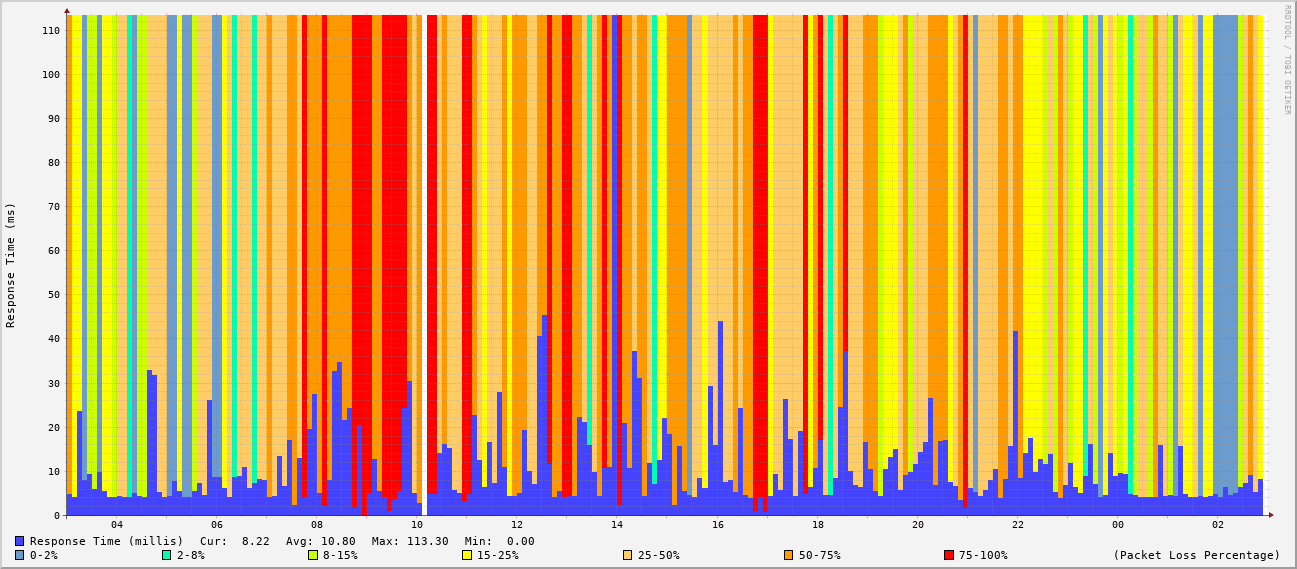 RRDTOOL / TOBI OETIKER
Response Time (ms)
110
100
90
80
70
60
50
40
30
20
10
0
04 06 08 10 12 14 16 18 20 22 00 02
Response Time (millis) Cur: 8.22 Avg: 10.80 Max: 113.30 Min: 0.00
0-2% 2-8% 8-15% 15-25% 25-50% 50-75% 75-100% (Packet Loss Percentage)